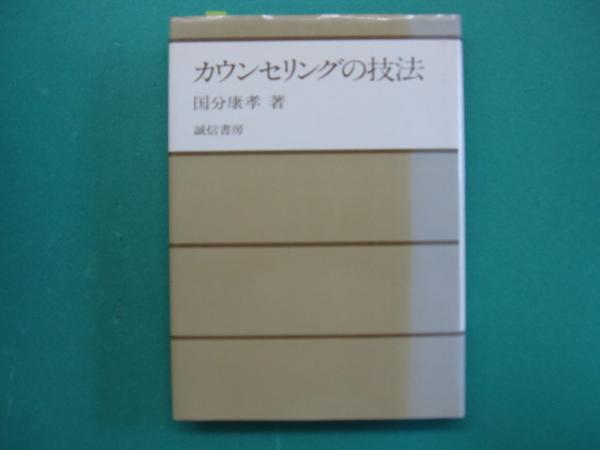 カウンセリングの技法
国分康孝 著
誠信書房